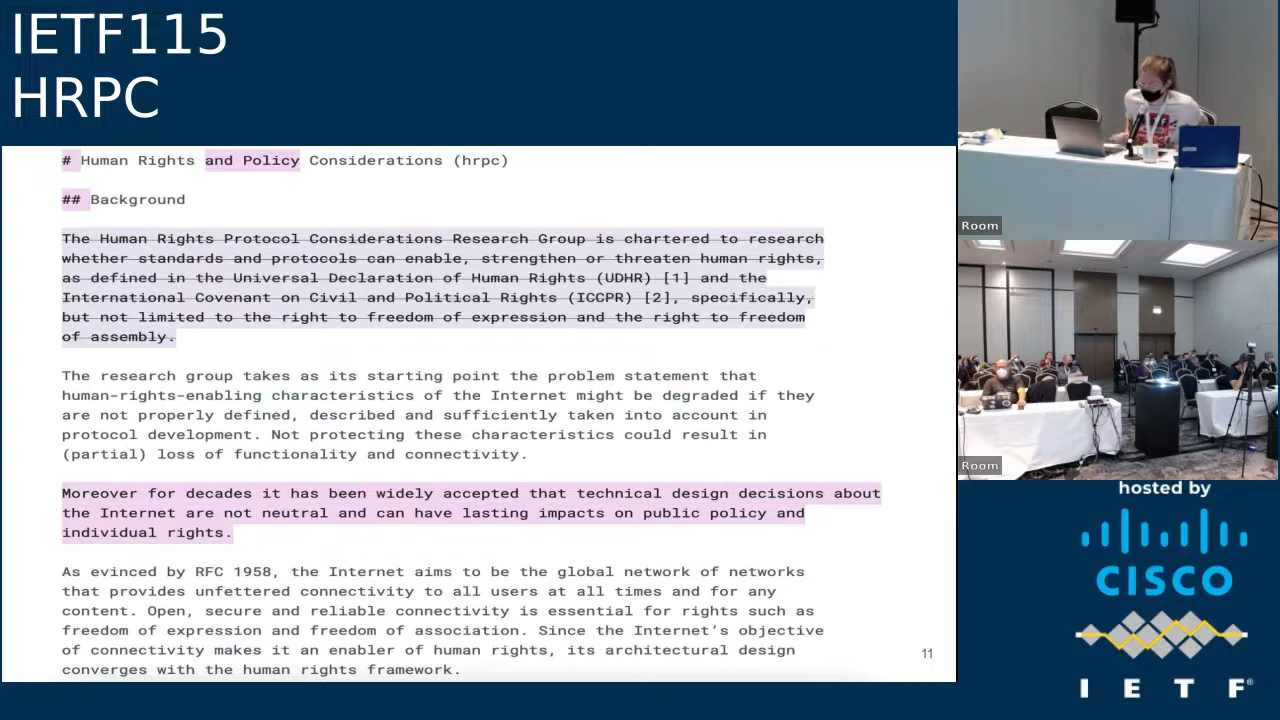 IETF115
HRPC
# Human Rights and Policy Considerations (hrpc)
## Background
The Human Rights Protocol Considerations Research Group is chartered to research
whether standards and protocols can enable, strengthen or threaten human rights,
as defined in the Universal Declaration of Human Rights (UDHR) [1] and the
International Covenant on Civil and Political Rights (ICCPR) [2], specifically,
but not limited to the right to freedom of expression and the right to freedom
of assembly.
The research group takes as its starting point the problem statement that
human-rights-enabling characteristics of the Internet might be degraded if they
are not properly defined, described and sufficiently taken into account in
protocol development. Not protecting these characteristics could result in
(partial) loss of functionality and connectivity.
Moreover for decades it has been widely accepted that technical design decisions about
the Internet are not neutral and can have lasting impacts on public policy and
individual rights.
As evinced by RFC 1958, the Internet aims to be the global network of networks
that provides unfettered connectivity to all users at all times and for any
content. Open, secure and reliable connectivity is essential for rights such as
freedom of expression and freedom of association. Since the Internet's objective
of connectivity makes it an enabler of human rights, its architectural design
converges with the human rights framework.
11
Room
Room
hosted by
CISCO
I E T F®